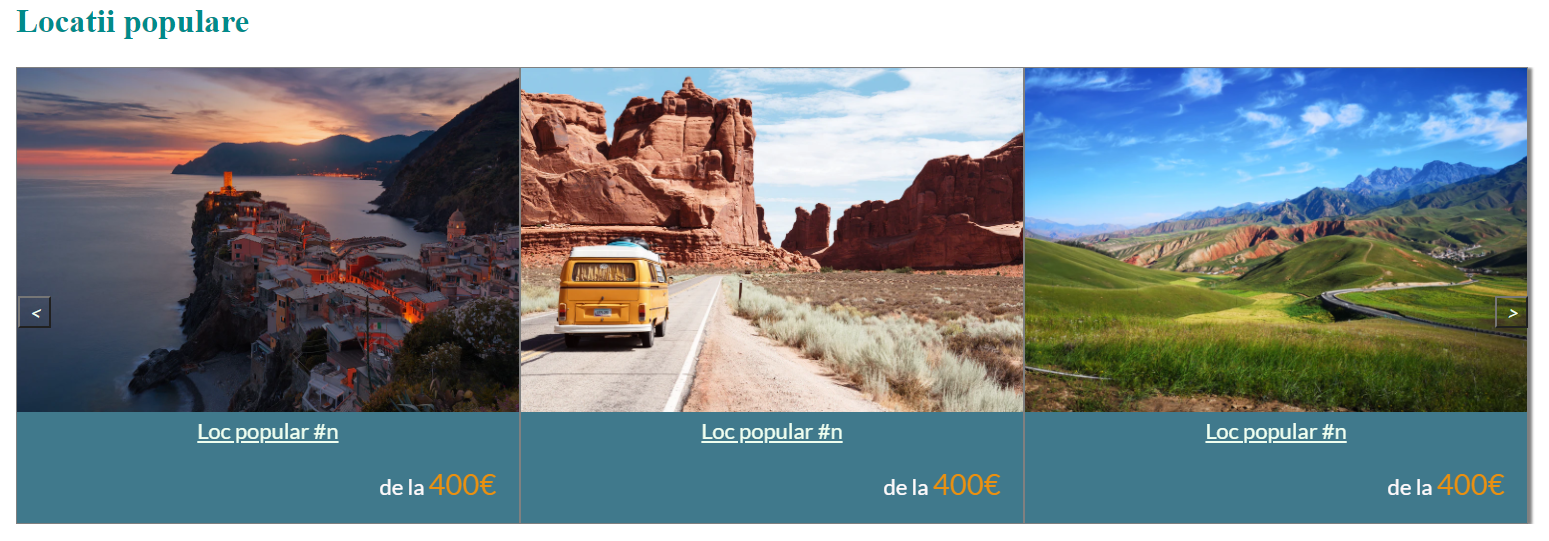 Locatii populare
<
>
Loc popular #n
Loc popular #n
Loc popular #n
de la 400€
de la 400€
de la 400€